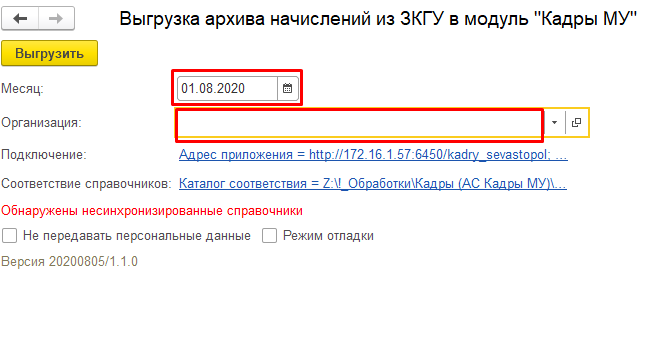 Выгрузка архива начислений из ЗКГУ в модуль "Кадры МУ"
Выгрузить
Месяц: 01.08.2020
Организация:
Подключение: Адрес приложения = http://172.16.1.57:6450/kadry_sevastopol; ...
Соответствие справочников: Каталог соответствия = Z:\!_Обработки\Кадры (АС Кадры МУ)\...
Обнаружены несинхронизированные справочники
Не передавать персональные данные Режим отладки
Версия 20200805/1.1.0